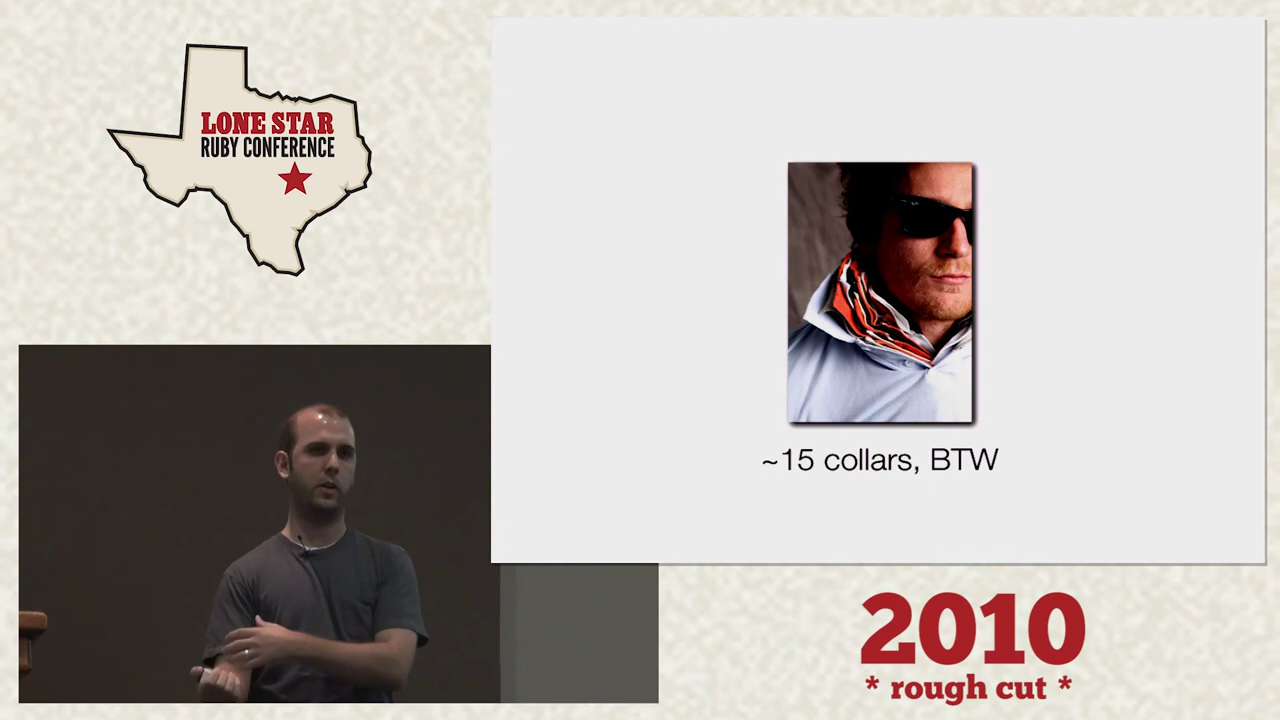 LONE STAR
RUBY CONFERENCE
~15 collars, BTW
2010
* rough cut *